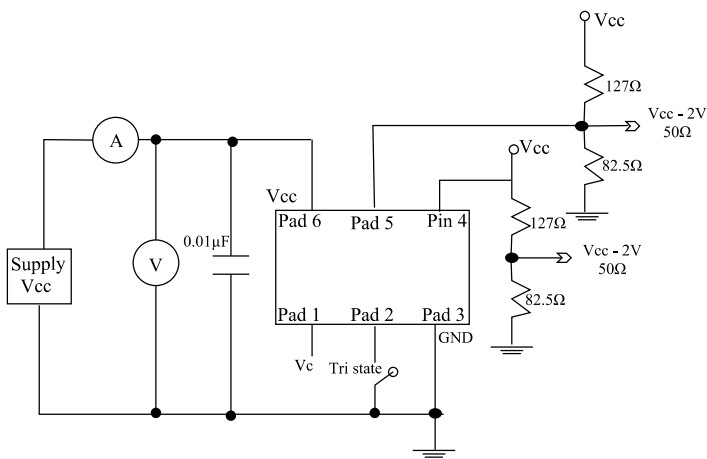 Vcc
127Ω
Vcc - 2V
50Ω
82.5Ω
A
Vcc
Vcc
Pad 6
Pad 5
Pin 4
127Ω
0.01μF
V
Vcc - 2V
50Ω
Supply
Vcc
82.5Ω
Pad 1
Pad 2
Pad 3
GND
Vc
Tri state